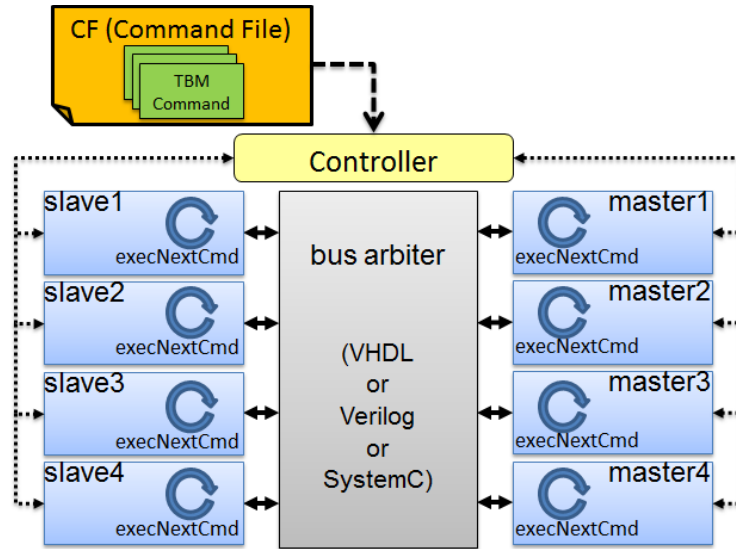 CF (Command File)
TBM
Command
Controller
slave1
execNextCmd
slave2
execNextCmd
slave3
execNextCmd
slave4
execNextCmd
bus arbiter
(VHDL
or
Verilog
or
SystemC)
master1
execNextCmd
master2
execNextCmd
master3
execNextCmd
master4
execNextCmd